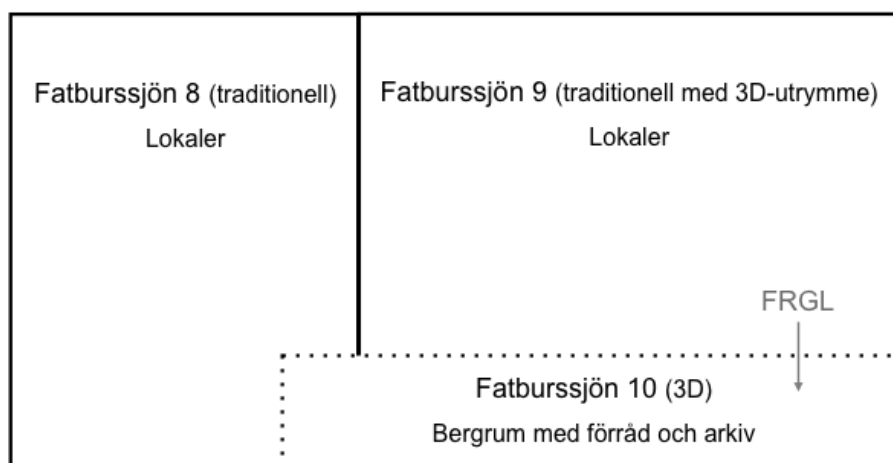 Fatburssjön 8 (traditionell)
Lokaler
Fatburssjön 9 (traditionell med 3D-utrymme)
Lokaler
FRGL
Fatburssjön 10 (3D)
Bergrum med förråd och arkiv